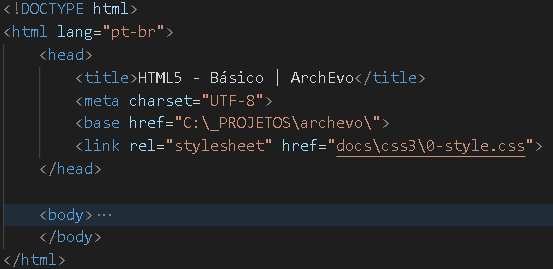 <!DOCTYPE html>
<html lang="pt-br">
<head>
<title>HTML5 - Básico | ArchEvo</title>
<meta charset="UTF-8">
<base href="C:\_PROJETOS\archevo\">
<link rel="stylesheet" href="docs\css3\0-style.css">
</head>
<body>···
</body>
</html>